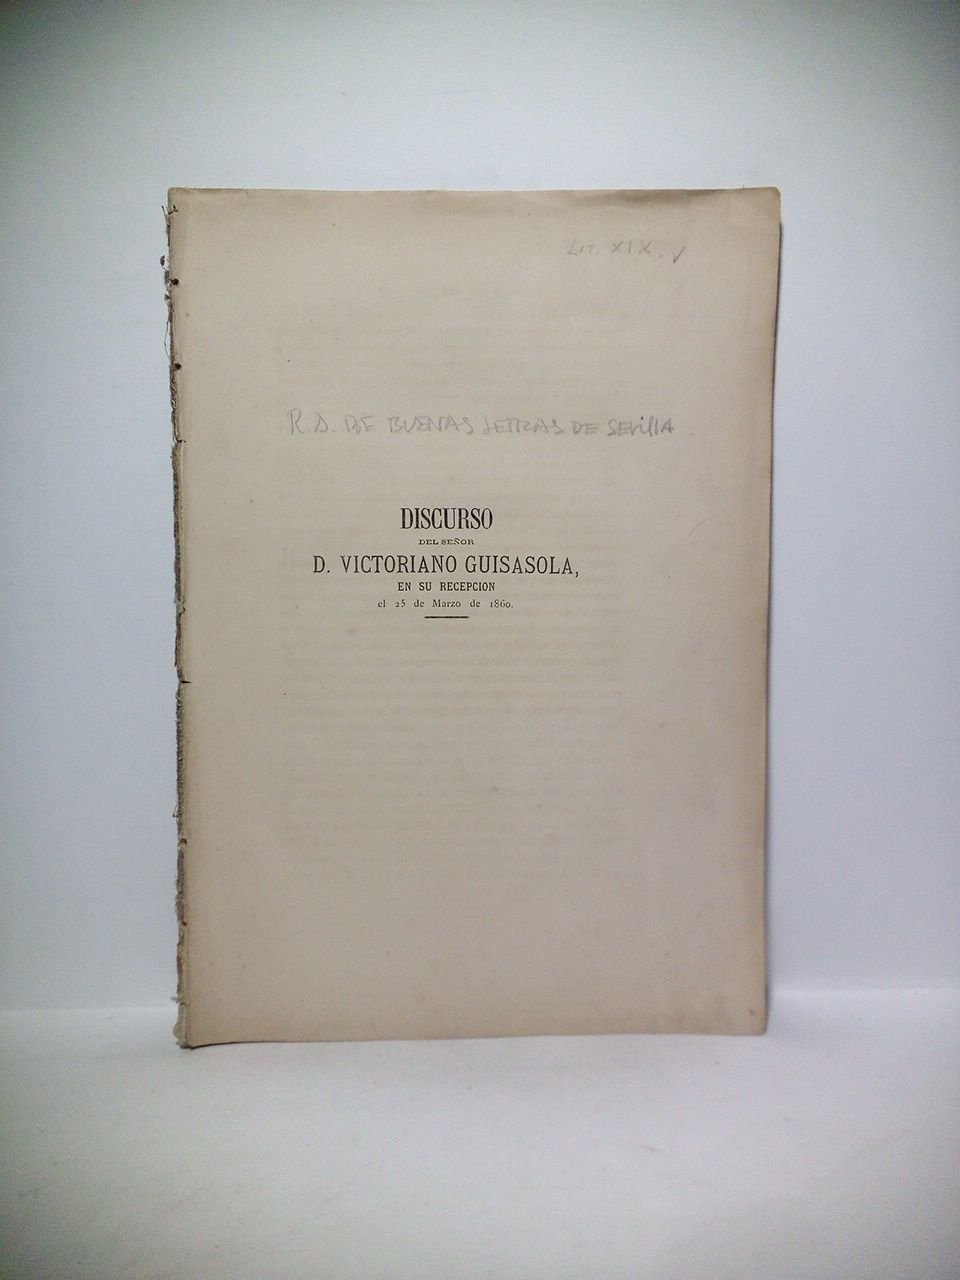 Lit. XIX.
R. A. DE BUENAS LETRAS DE SEVILLA.
DISCURSO
DEL SEÑOR
D. VICTORIANO GUISASOLA,
EN SU RECEPCION
el 25 de Marzo de 1860.